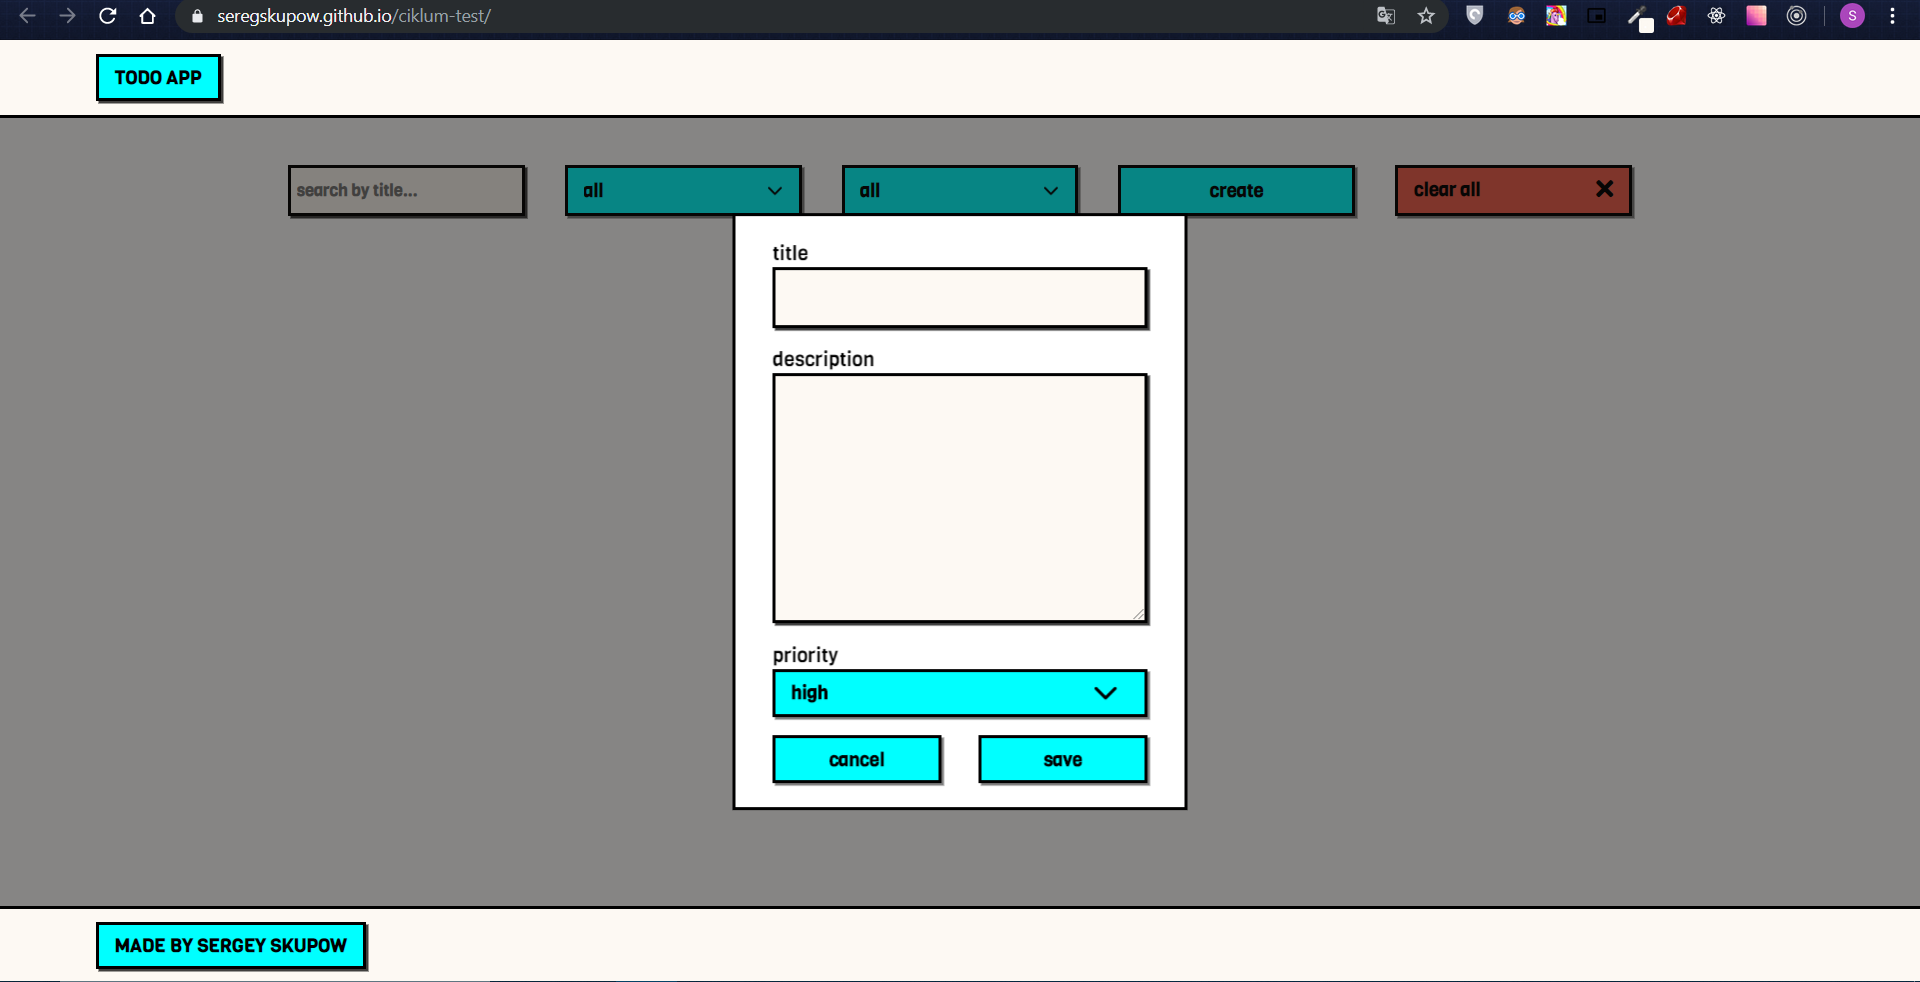 seregskupow.github.io/ciklum-test/
S
TODO APP
search by title...
all
all
create
clear all
title
description
priority
high
cancel
save
MADE BY SERGEY SKUPOW